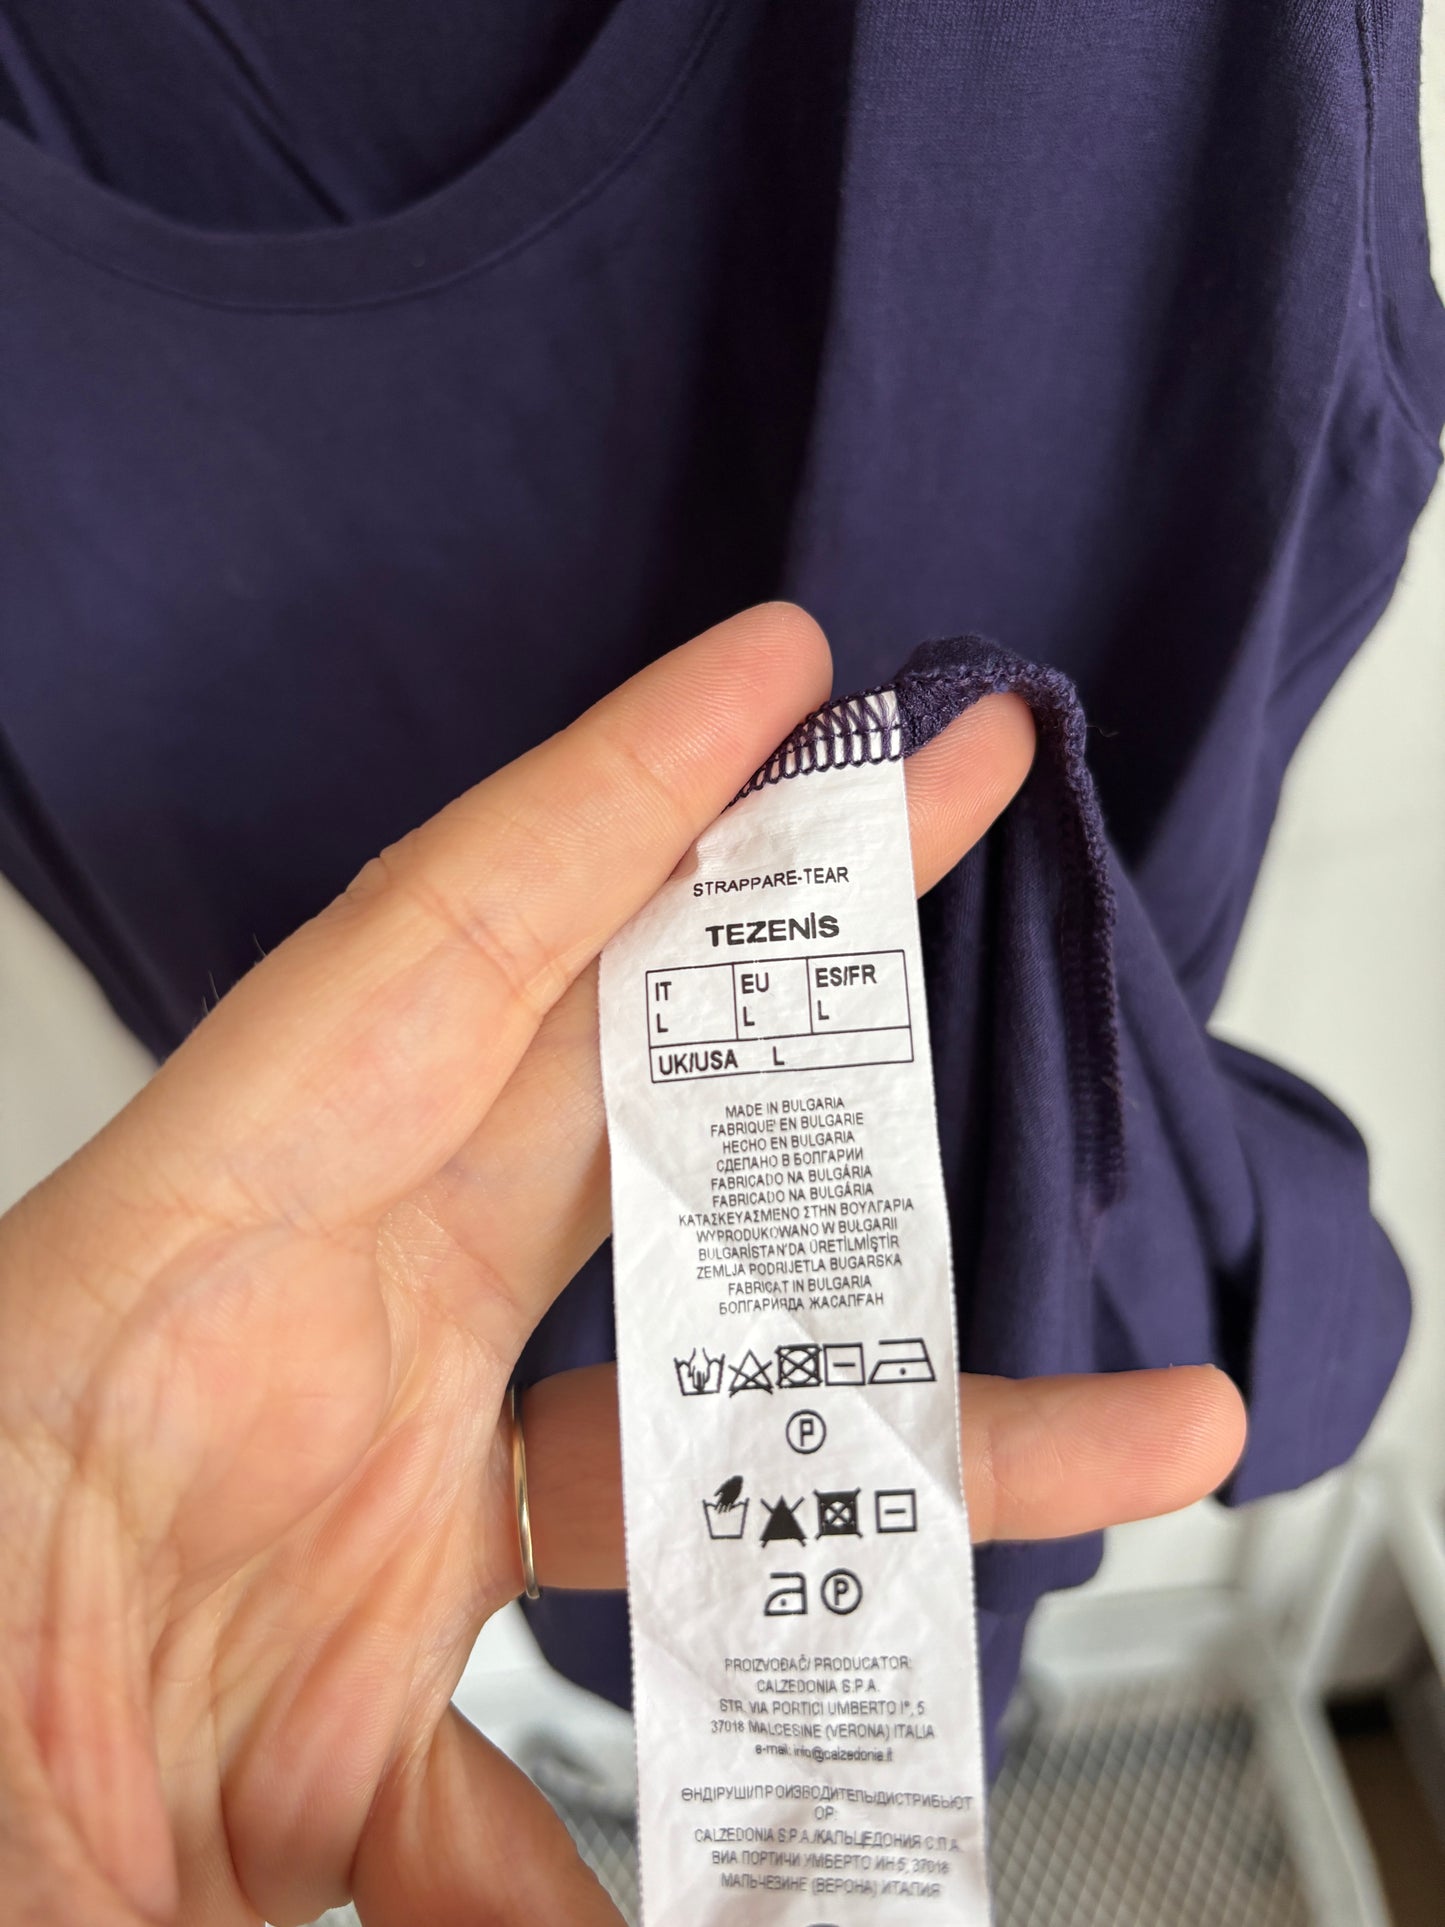 STRAPPARE-TEAR
TEZENIS
IT EU ES/FR
L L L
UK/USA L
MADE IN BULGARIA
FABRIQUE' EN BULGARIE
HECHO EN BULGARIA
СДЕЛАНО В БОЛГАРИИ
FABRICADO NA BULGÁRIA
FABRICADO NA BULGÁRIA
ΚΑΤΑΣΚΕΥΑΣΜΕΝΟ ΣΤΗΝ ΒΟΥΛΓΑΡΙΑ
WYPRODUKOWANO W BUŁGARII
BULGARİSTAN'DA ÜRETİLMİŞTİR
ZEMLJA PODRIJETLA BUGARSKA
FABRICAT IN BULGARIA
БОЛГАРИЯДА ЖАСАЛҒАН
P
P
PROIZVOĐAČ/ PRODUCATOR:
CALZEDONIA S.P.A.
STR. VIA PORTICI UMBERTO I°, 5
37018 MALCESINE (VERONA) ITALIA
e-mail: info@calzedonia.it
ӨНДІРУШІ/ПРОИЗВОДИТЕЛЬ/ДИСТРИБЬЮТ
ОР:
CALZEDONIA S.P.A./КАЛЬЦЕДОНИЯ С.П.А.
ВИА ПОРТИЧИ УМБЕРТО ИН 5, 37018
МАЛЬЧЕЗИНЕ (ВЕРОНА) ИТАЛИЯ